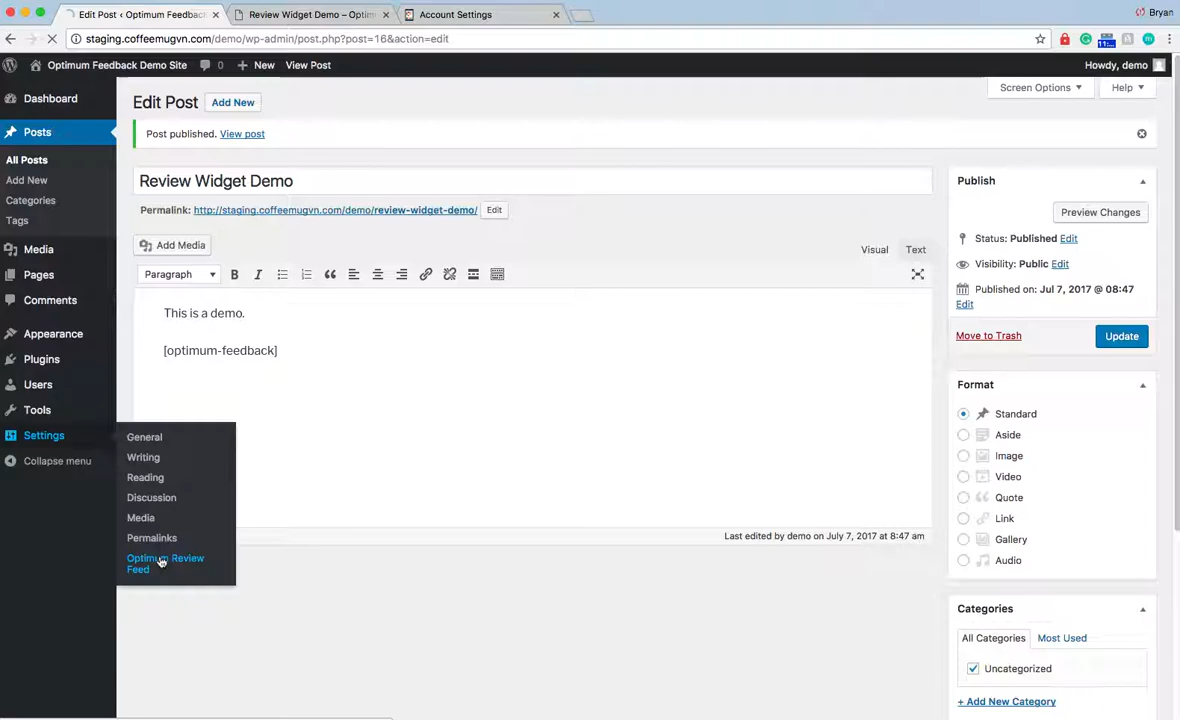 Edit Post ‹ Optimum Feedbac
Review Widget Demo – Optim
Account Settings
Bryan
staging.coffeemugvn.com/demo/wp-admin/post.php?post=16&action=edit
Optimum Feedback Demo Site
0
New
View Post
Howdy, demo
Dashboard
Posts
All Posts
Add New
Categories
Tags
Media
Pages
Comments
Appearance
Plugins
Users
Tools
Settings
Collapse menu
General
Writing
Reading
Discussion
Media
Permalinks
Optimum Review
Feed
Screen Options
Help
Edit Post
Add New
Post published. View post
Review Widget Demo
Permalink: http://staging.coffeemugvn.com/demo/review-widget-demo/ Edit
Add Media
Visual
Text
Paragraph
B I
This is a demo.
[optimum-feedback]
Last edited by demo on July 7, 2017 at 8:47 am
Publish
Preview Changes
Status: Published Edit
Visibility: Public Edit
Published on: Jul 7, 2017 @ 08:47
Edit
Move to Trash
Update
Format
Standard
Aside
Image
Video
Quote
Link
Gallery
Audio
Categories
All Categories
Most Used
Uncategorized
+ Add New Category